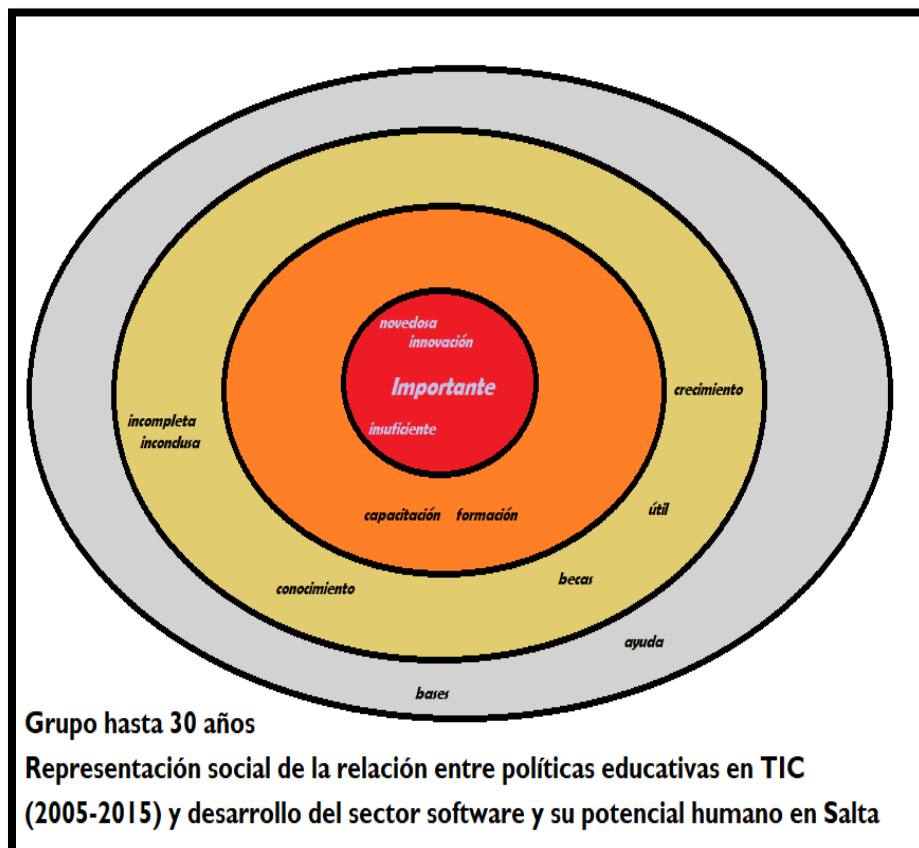 novedosa
innovación
Importante
crecimiento
incompleta
inconclusa
insuficiente
capacitación formación
útil
becas
conocimiento
ayuda
bases
Grupo hasta 30 años
Representación social de la relación entre políticas educativas en TIC
(2005-2015) y desarrollo del sector software y su potencial humano en Salta